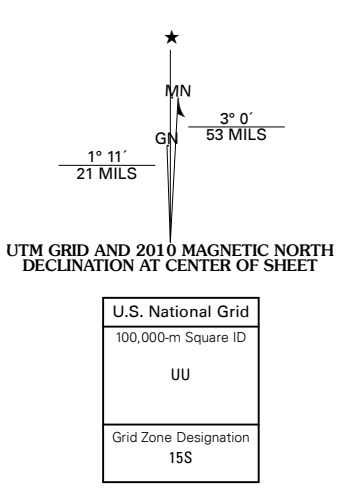 ★
MN
GN
3° 0´
53 MILS
1° 11´
21 MILS
UTM GRID AND 2010 MAGNETIC NORTH
DECLINATION AT CENTER OF SHEET
U.S. National Grid
100,000-m Square ID
UU
Grid Zone Designation
15S